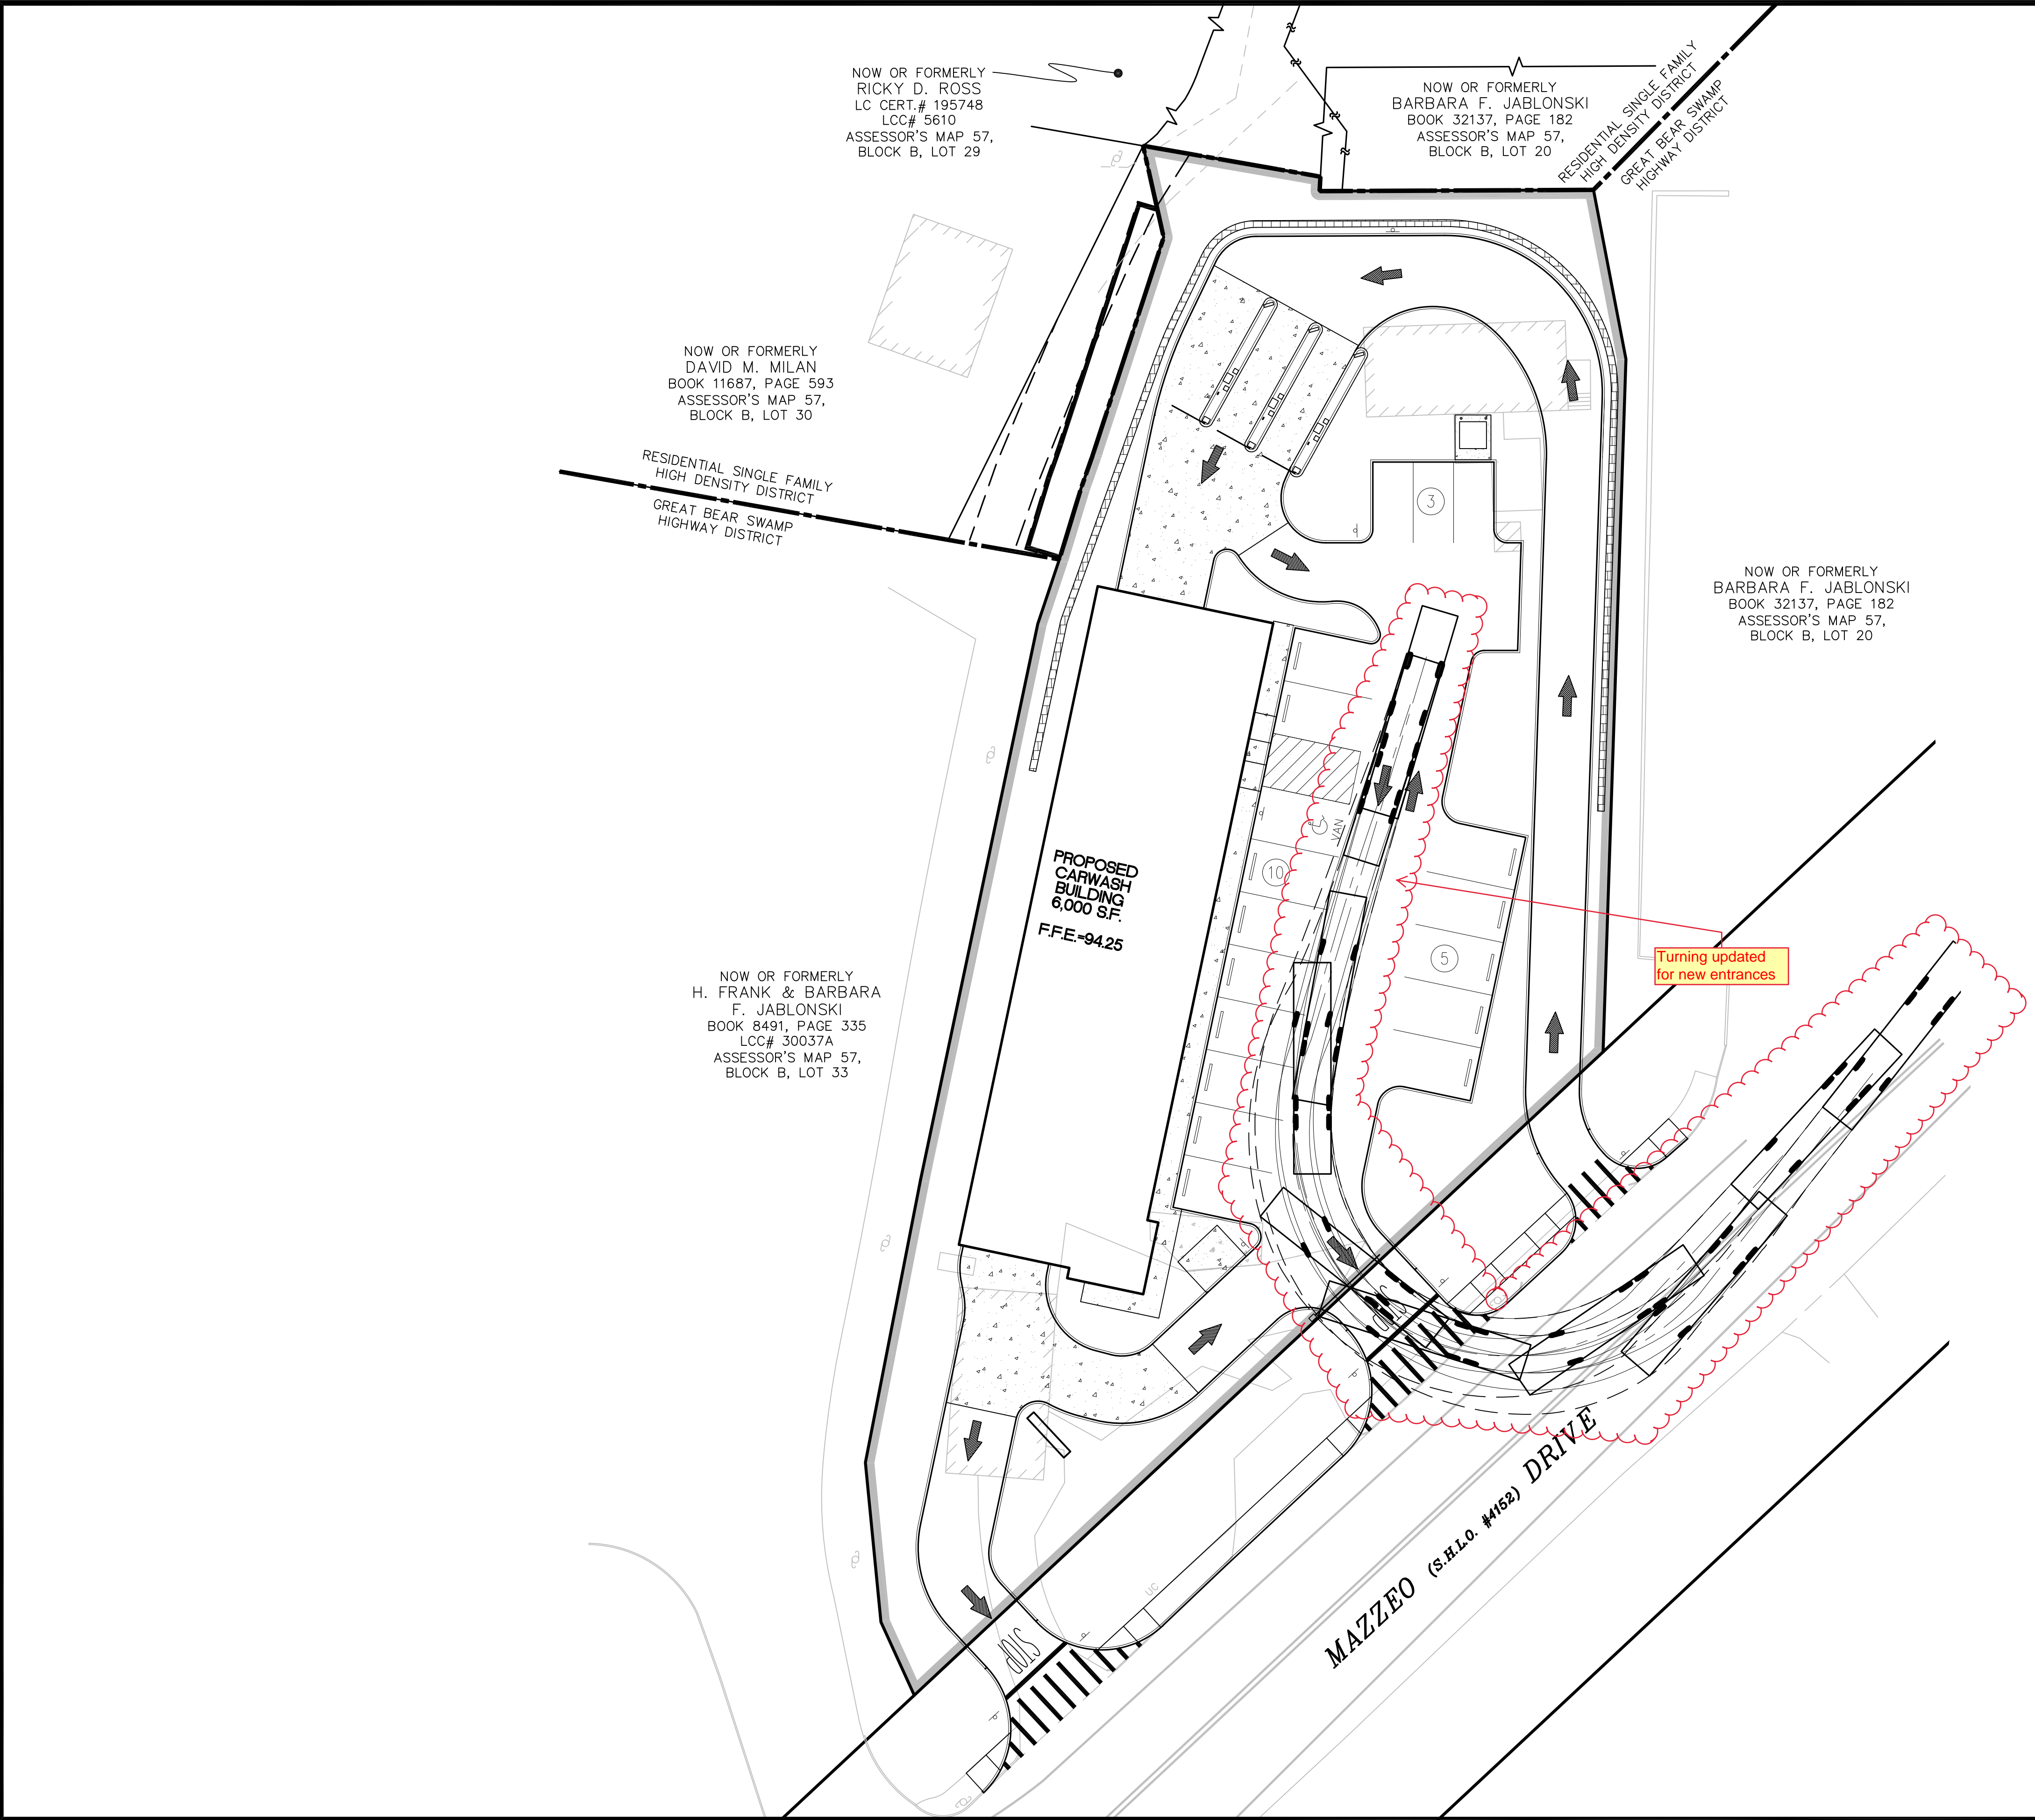 NOW OR FORMERLY
RICKY D. ROSS
LC CERT.# 195748
LCC# 5610
ASSESSOR'S MAP 57,
BLOCK B, LOT 29
NOW OR FORMERLY
BARBARA F. JABLONSKI
BOOK 32137, PAGE 182
ASSESSOR'S MAP 57,
BLOCK B, LOT 20
RESIDENTIAL SINGLE FAMILY
HIGH DENSITY DISTRICT
GREAT BEAR SWAMP
HIGHWAY DISTRICT
NOW OR FORMERLY
DAVID M. MILAN
BOOK 11687, PAGE 593
ASSESSOR'S MAP 57,
BLOCK B, LOT 30
RESIDENTIAL SINGLE FAMILY
HIGH DENSITY DISTRICT
GREAT BEAR SWAMP
HIGHWAY DISTRICT
3
NOW OR FORMERLY
BARBARA F. JABLONSKI
BOOK 32137, PAGE 182
ASSESSOR'S MAP 57,
BLOCK B, LOT 20
VAN
10
PROPOSED
CARWASH
BUILDING
6,000 S.F.
F.F.E.=94.25
5
Turning updated
for new entrances
NOW OR FORMERLY
H. FRANK & BARBARA
F. JABLONSKI
BOOK 8491, PAGE 335
LCC# 30037A
ASSESSOR'S MAP 57,
BLOCK B, LOT 33
STOP
MAZZEO (S.H.L.O. #4152) DRIVE
UC
STOP